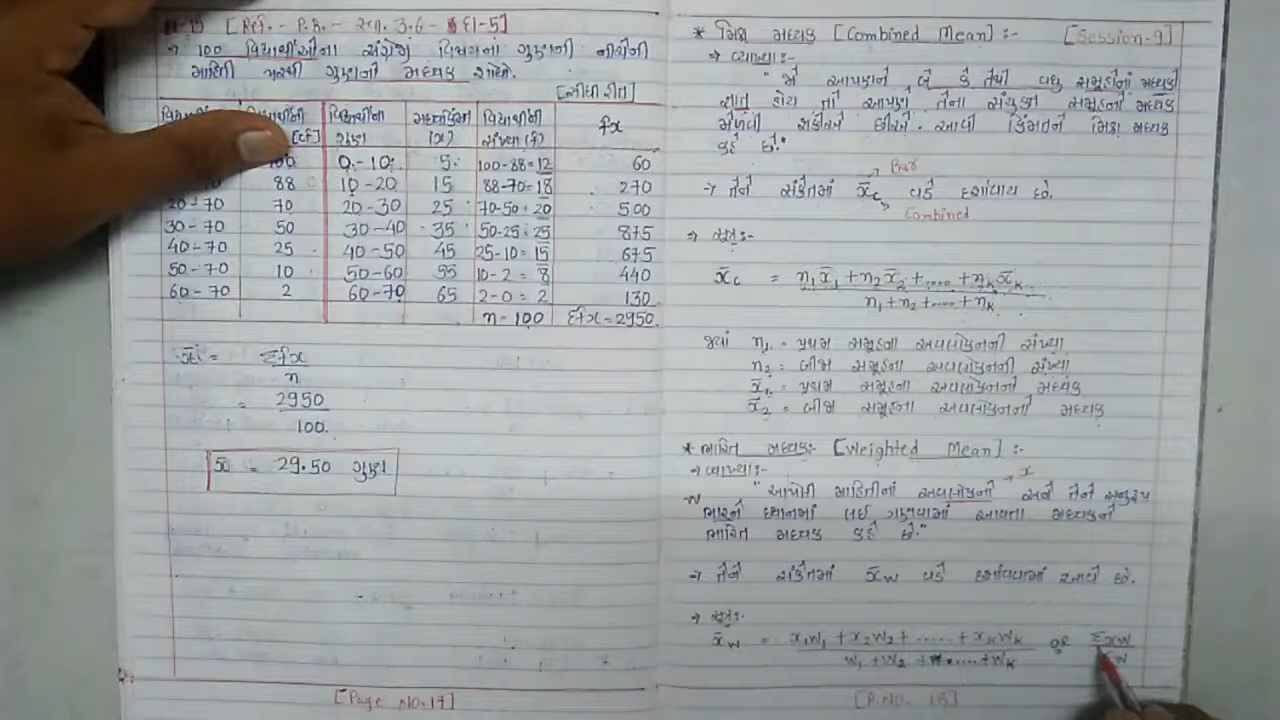 [Ref. - P.B. - સ્વા. 3.6 - ઘ-5]
→ 100 વિદ્યાર્થીઓના અંગ્રેજી વિષયના ગુણની નીચેની
માહિતી પરથી ગુણનો મધ્યક શોધો.
[સીધી રીત]
[cf] વિદ્યાર્થીના ગુણ મધ્યકિંમત (x) વિદ્યાર્થીની સંખ્યા (f) fx
100 0-10 5 100-88=12 60
88 10-20 15 88-70=18 270
20-70 70 20-30 25 70-50=20 500
30-70 50 30-40 35 50-25=25 875
40-70 25 40-50 45 25-10=15 675
50-70 10 50-60 55 10-2=8 440
60-70 2 60-70 65 2-0=2 130
n=100 Σfx=2950
x̄ = Σfx / n
= 2950 / 100
x̄ = 29.50 ગુણ
[Page No:17]
* મિશ્ર મધ્યક [Combined Mean] :- [Session-9]
→ વ્યાખ્યા:-
"જો આપણને બે કે તેથી વધુ સમૂહોનાં મધ્યકો
જ્ઞાત હોય તો આપણે તેના સંયુક્ત સમૂહનો મધ્યક
મેળવી શકીએ છીએ. આવી કિંમતને મિશ્ર મધ્યક
કહે છે."
→ Bar
→ તેને સંકેતમાં x̄c વડે દર્શાવાય છે.
Combined
→ સૂત્ર:-
x̄c = n₁x̄₁ + n₂x̄₂ + .... + nₖx̄ₖ / n₁ + n₂ + .... + nₖ
જ્યાં n₁ = પ્રથમ સમૂહના અવલોકનની સંખ્યા
n₂ = બીજા સમૂહના અવલોકનની સંખ્યા
x̄₁ = પ્રથમ સમૂહના અવલોકનનો મધ્યક
x̄₂ = બીજા સમૂહના અવલોકનનો મધ્યક
* ભારિત મધ્યક:- [Weighted Mean] :-
→ વ્યાખ્યા:- → x
"આપેલી માહિતીનાં અવલોકનો અને તેને અનુરૂપ
w ભારને ધ્યાનમાં લઈ ગણવામાં આવતા મધ્યકને
ભારિત મધ્યક કહે છે."
→ તેને સંકેતમાં x̄w વડે દર્શાવવામાં આવે છે.
→ સૂત્ર:-
x̄w = x₁w₁ + x₂w₂ + ..... + xₖwₖ / w₁ + w₂ + ..... + wₖ OR Σxw
[P.NO. 18]